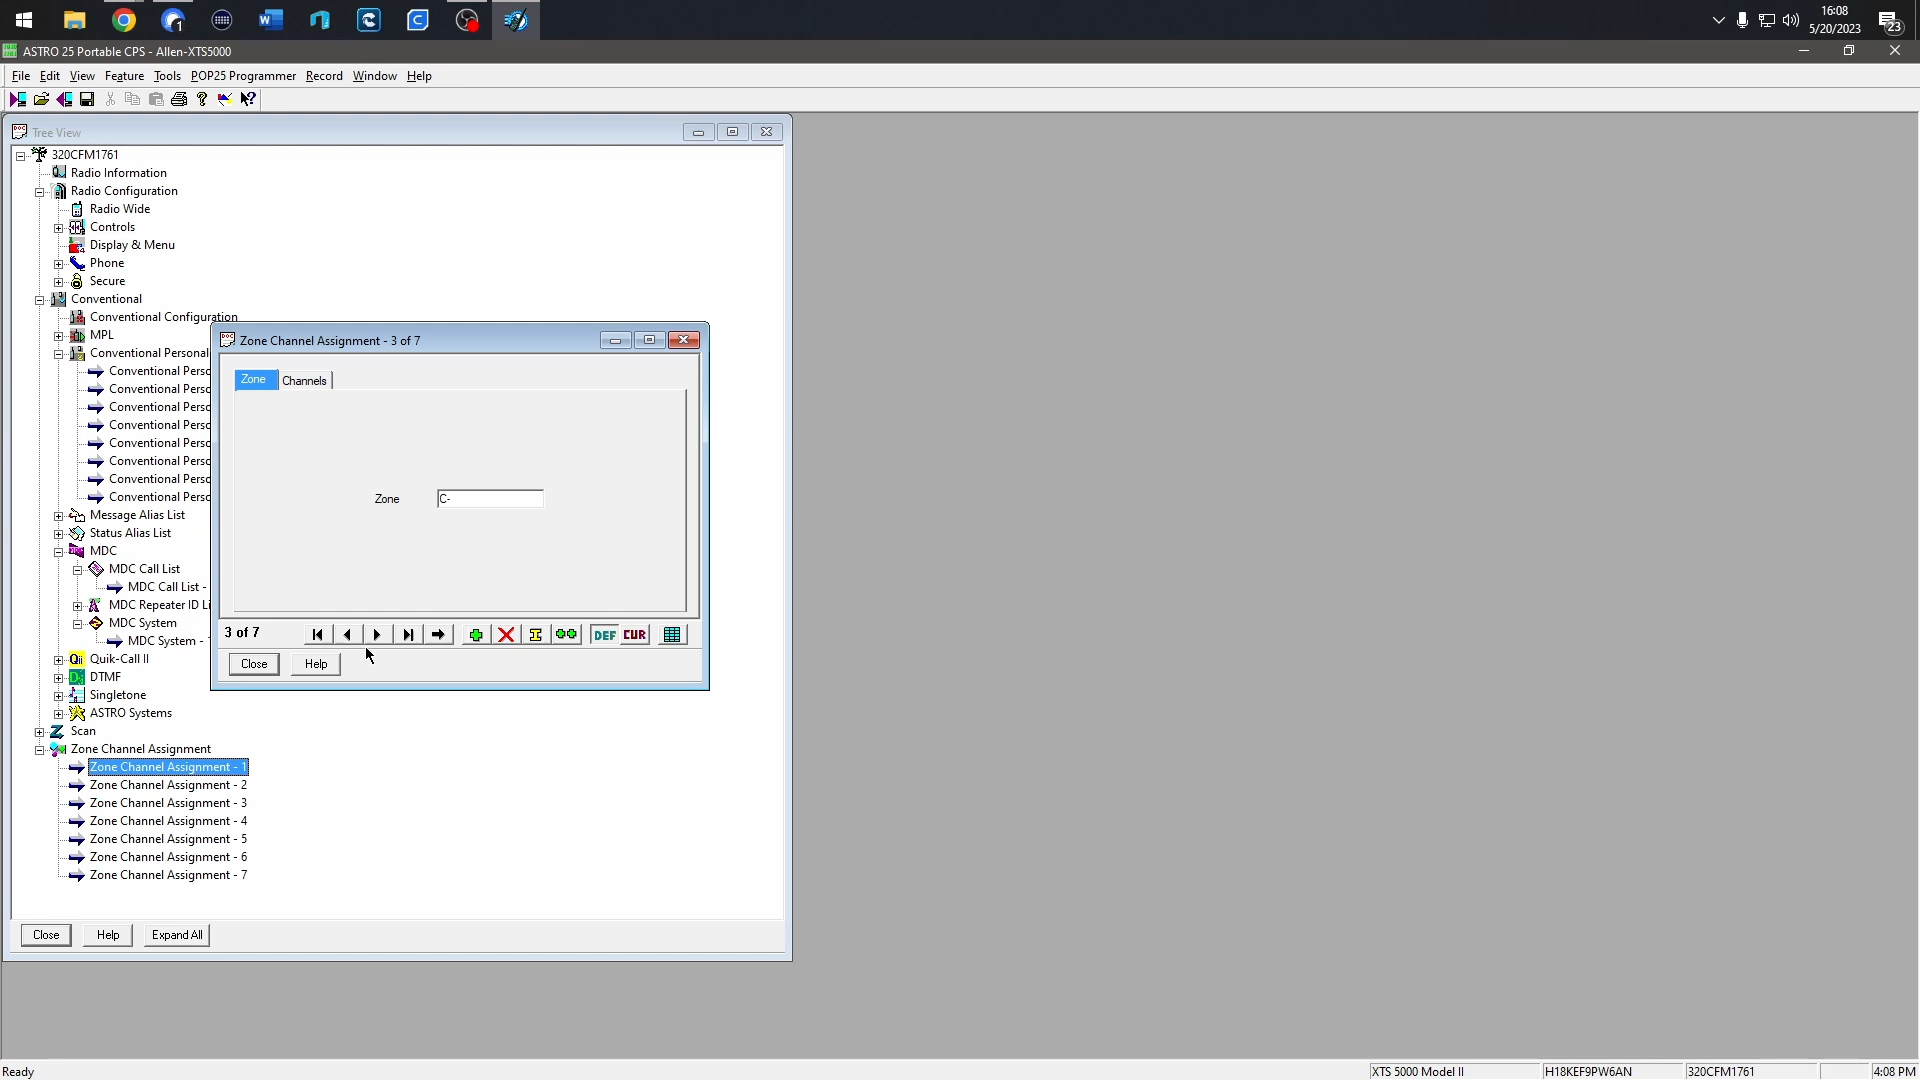 16:08
5/20/2023
23
1
ASTRO 25 Portable CPS - Allen-XTS5000
File Edit View Feature Tools POP25 Programmer Record Window Help
Tree View
320CFM1761
Radio Information
Radio Configuration
Radio Wide
Controls
Display & Menu
Phone
Secure
Conventional
Conventional Configuration
MPL
Conventional Personal
Conventional Perso
Conventional Perso
Conventional Perso
Conventional Perso
Conventional Perso
Conventional Perso
Conventional Perso
Conventional Perso
Message Alias List
Status Alias List
MDC
MDC Call List
MDC Call List -
MDC Repeater ID Li
MDC System
MDC System -
Quik-Call II
DTMF
Singletone
ASTRO Systems
Scan
Zone Channel Assignment
Zone Channel Assignment - 1
Zone Channel Assignment - 2
Zone Channel Assignment - 3
Zone Channel Assignment - 4
Zone Channel Assignment - 5
Zone Channel Assignment - 6
Zone Channel Assignment - 7
Close Help Expand All
Zone Channel Assignment - 3 of 7
Zone Channels
Zone C-
3 of 7 DEF CUR
Close Help
Ready XTS 5000 Model II H18KEF9PW6AN 320CFM1761 4:08 PM